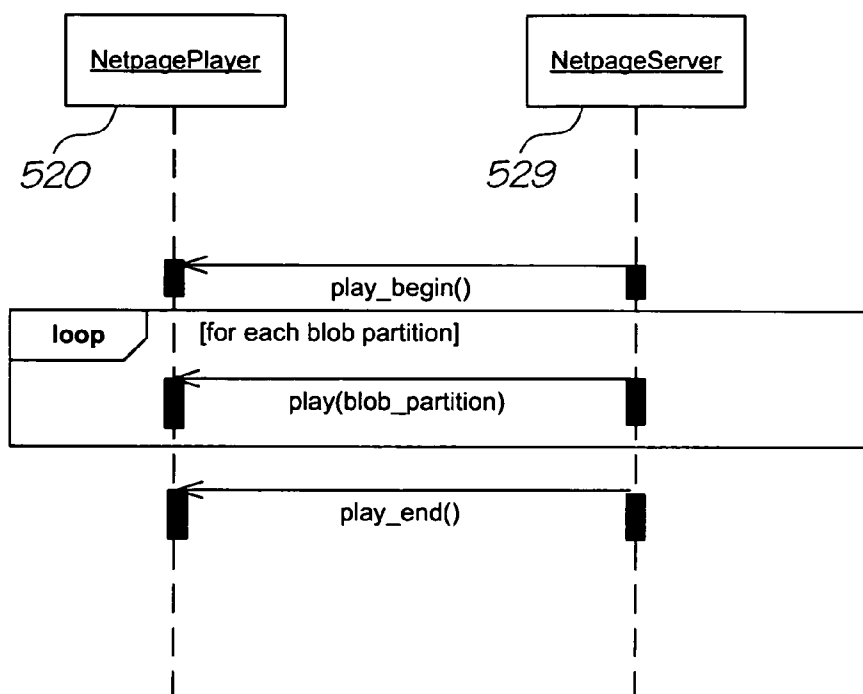 NetpagePlayer
NetpageServer
520
529
play_begin()
loop
[for each blob partition]
play(blob_partition)
play_end()